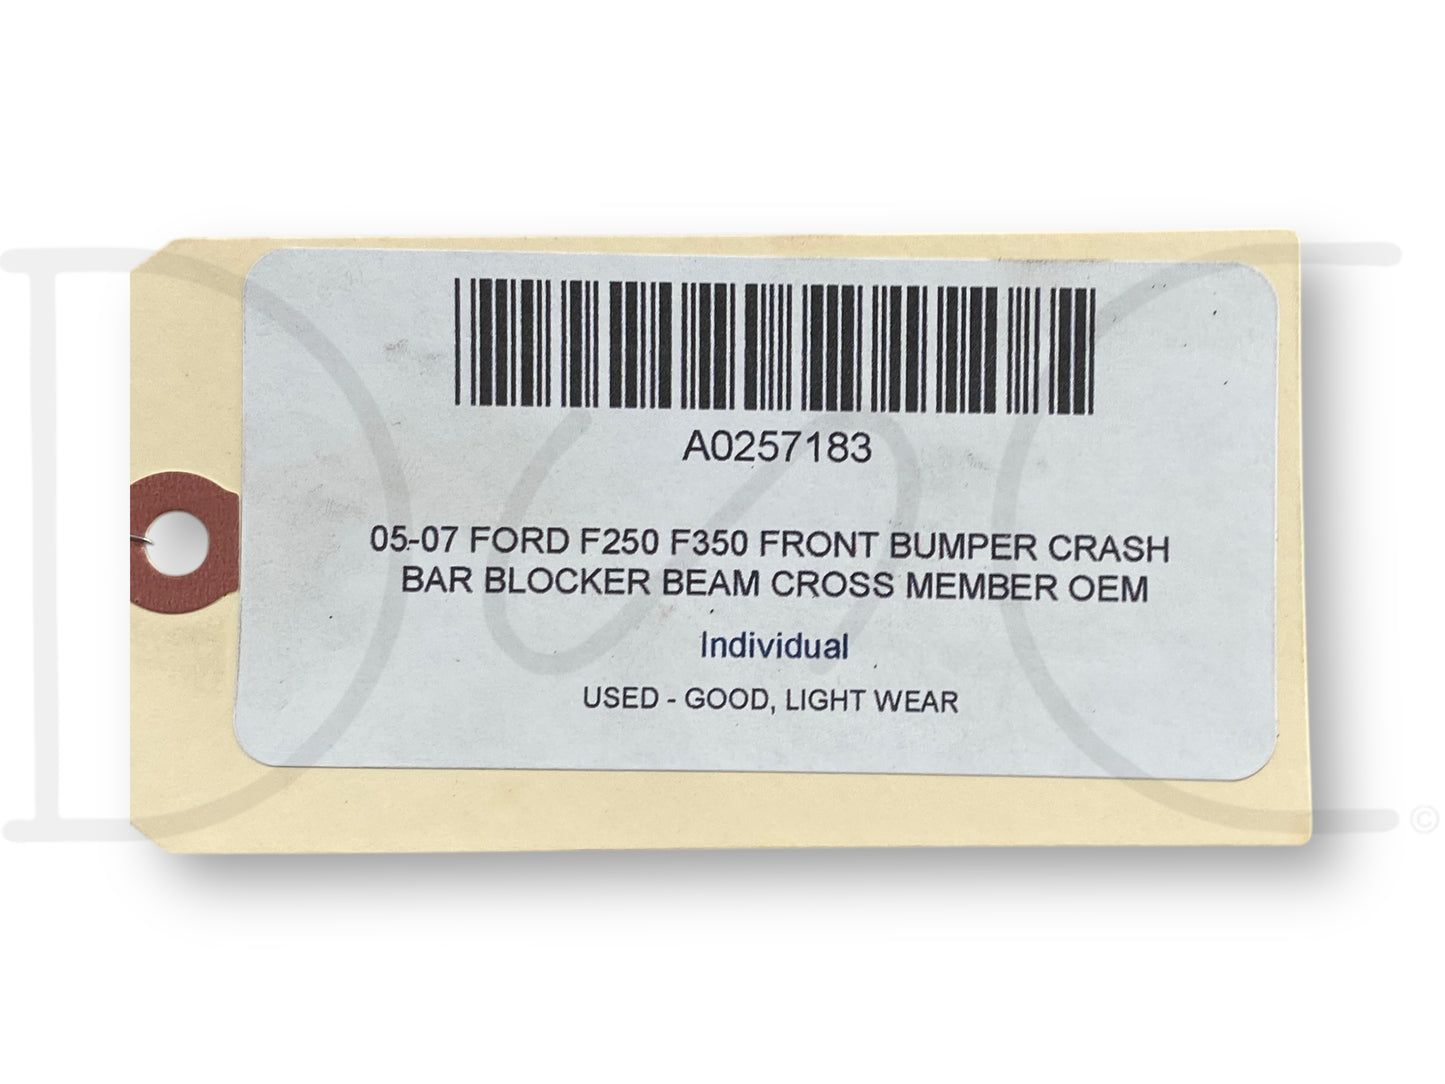 A0257183
05-07 FORD F250 F350 FRONT BUMPER CRASH
BAR BLOCKER BEAM CROSS MEMBER OEM
Individual
USED - GOOD, LIGHT WEAR
©